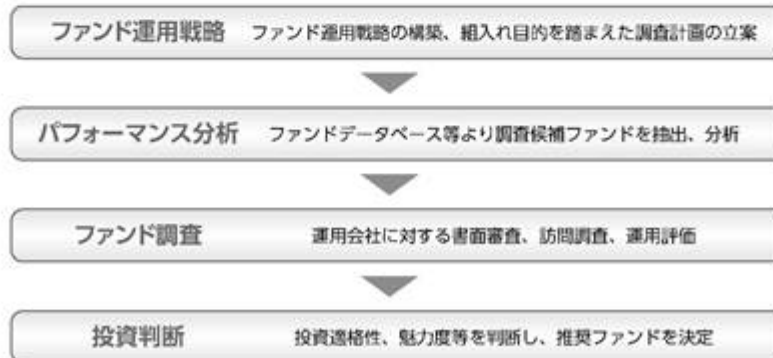 ファンド運用戦略 ファンド運用戦略の構築、組入れ目的を踏まえた調査計画の立案
パフォーマンス分析 ファンドデータベース等より調査候補ファンドを抽出、分析
ファンド調査 運用会社に対する書面審査、訪問調査、運用評価
投資判断 投資適格性、魅力度等を判断し、推奨ファンドを決定